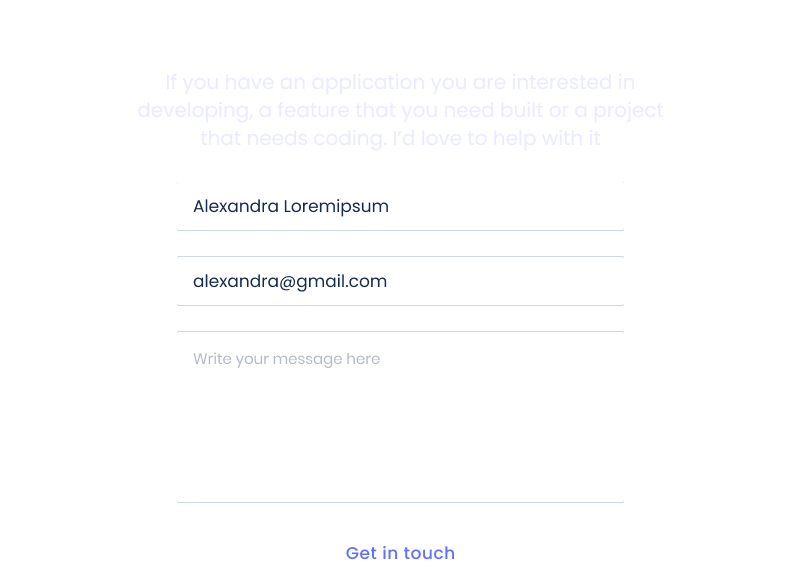 If you have an application you are interested in
developing, a feature that you need built or a project
that needs coding. I’d love to help with it
Alexandra Loremipsum
alexandra@gmail.com
Write your message here
Get in touch